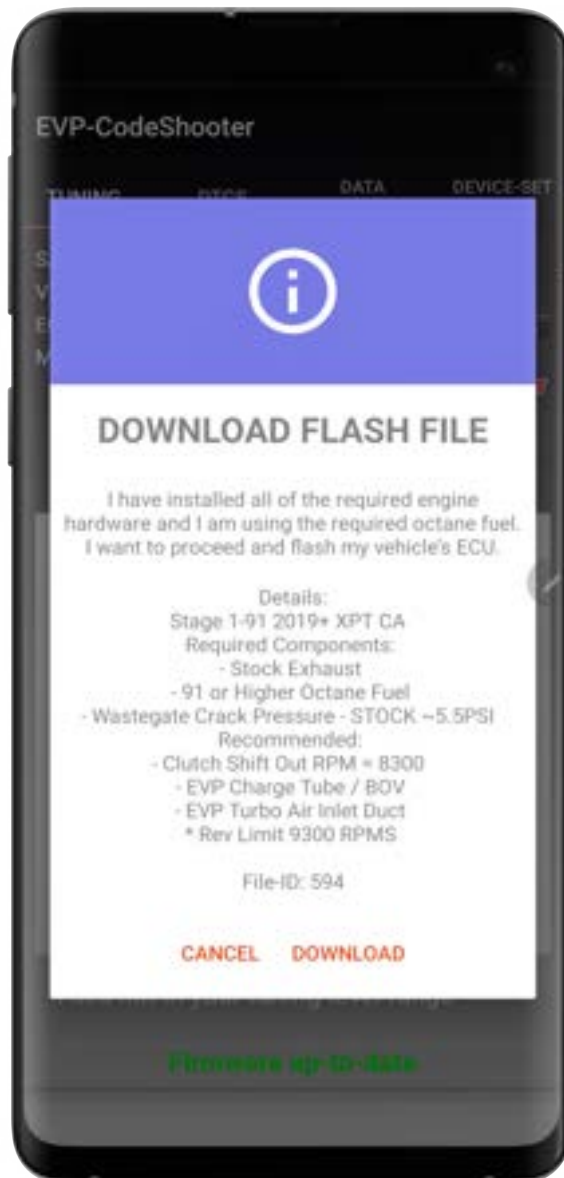 EVP-CodeShooter
TUNING DTCS DATA DEVICE-SET
DOWNLOAD FLASH FILE
I have installed all of the required engine
hardware and I am using the required octane fuel.
I want to proceed and flash my vehicle's ECU.
Details:
Stage 1-91 2019+ XPT CA
Required Components:
- Stock Exhaust
- 91 or Higher Octane Fuel
- Wastegate Crack Pressure - STOCK ~5.5PSI
Recommended:
- Clutch Shift Out RPM = 8300
- EVP Charge Tube / BOV
- EVP Turbo Air Inlet Duct
* Rev Limit 9300 RPMS
File-ID: 594
CANCEL DOWNLOAD
Firmware up-to-date